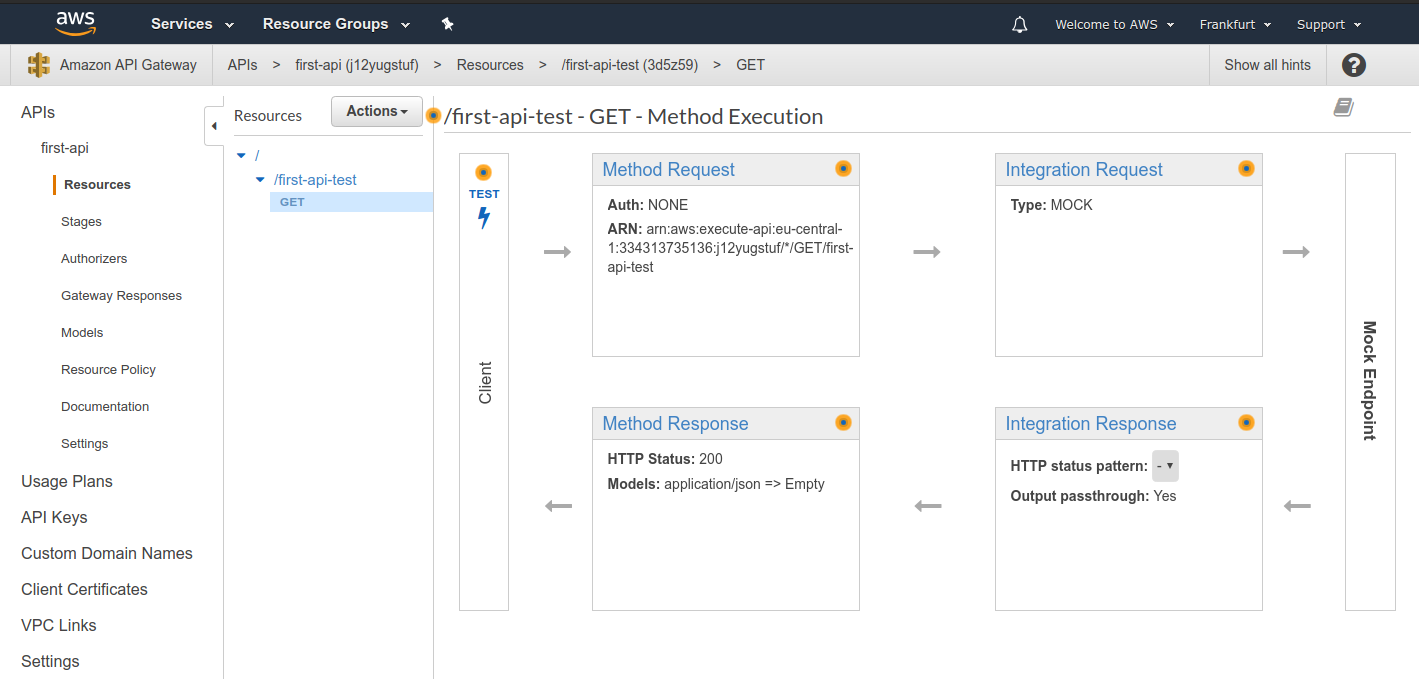 aws Services Resource Groups Welcome to AWS Frankfurt Support
Amazon API Gateway APIs > first-api (j12yugstuf) > Resources > /first-api-test (3d5z59) > GET Show all hints ?
APIs
first-api
Resources
Stages
Authorizers
Gateway Responses
Models
Resource Policy
Documentation
Settings
Usage Plans
API Keys
Custom Domain Names
Client Certificates
VPC Links
Settings
Resources Actions
/
/first-api-test
GET
/first-api-test - GET - Method Execution
TEST
Client
Method Request
Auth: NONE
ARN: arn:aws:execute-api:eu-central-
1:334313735136:j12yugstuf/*/GET/first-
api-test
Integration Request
Type: MOCK
Mock Endpoint
Method Response
HTTP Status: 200
Models: application/json => Empty
Integration Response
HTTP status pattern: -
Output passthrough: Yes